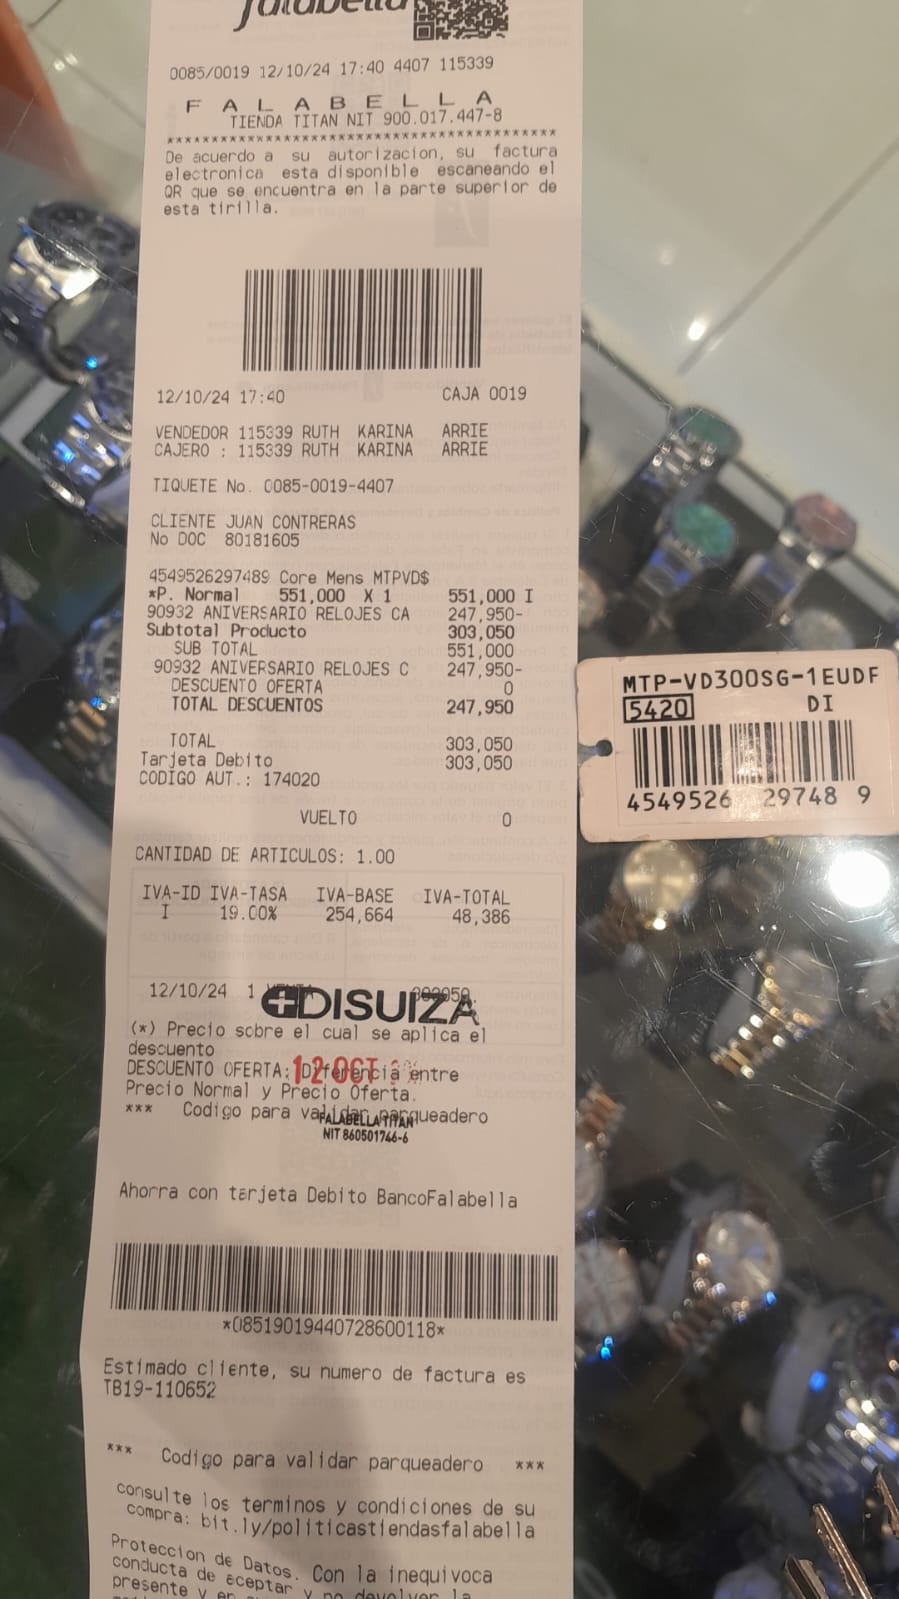 falabella
0085/0019 12/10/24 17:40 4407 115339
F A L A B E L L A
TIENDA TITAN NIT 900.017.447-8
******************************************
De acuerdo a su autorizacion, su factura
electronica esta disponible escaneando el
QR que se encuentra en la parte superior de
esta tirilla.
12/10/24 17:40 CAJA 0019
VENDEDOR 115339 RUTH KARINA ARRIE
CAJERO : 115339 RUTH KARINA ARRIE
TIQUETE No. 0085-0019-4407
CLIENTE JUAN CONTRERAS
No DOC 80181605
4549526297489 Core Mens MTPVD$
*P. Normal 551,000 X 1 551,000 I
90932 ANIVERSARIO RELOJES CA 247,950-
Subtotal Producto 303,050
SUB TOTAL 551,000
90932 ANIVERSARIO RELOJES C 247,950-
DESCUENTO OFERTA 0
TOTAL DESCUENTOS 247,950
TOTAL 303,050
Tarjeta Debito 303,050
CODIGO AUT.: 174020
VUELTO 0
CANTIDAD DE ARTICULOS: 1.00
IVA-ID IVA-TASA IVA-BASE IVA-TOTAL
I 19.00% 254,664 48,386
12/10/24 1
DISUIZA
(*) Precio sobre el cual se aplica el
descuento
DESCUENTO OFERTA: Diferencia entre
12 OCT
Precio Normal y Precio Oferta.
*** Codigo para validar parqueadero
FALABELLA TITAN
NIT 860501746-6
Ahorra con tarjeta Debito BancoFalabella
*08519019440728600118*
Estimado cliente, su numero de factura es
TB19-110652
*** Codigo para validar parqueadero ***
consulte los terminos y condiciones de su
compra: bit.ly/politicastiendasfalabella
Proteccion de Datos. Con la inequivoca
conducta de aceptar y no devolver la
presente y en
MTP-VD300SG-1EUDF
5420 DI
4549526 29748 9